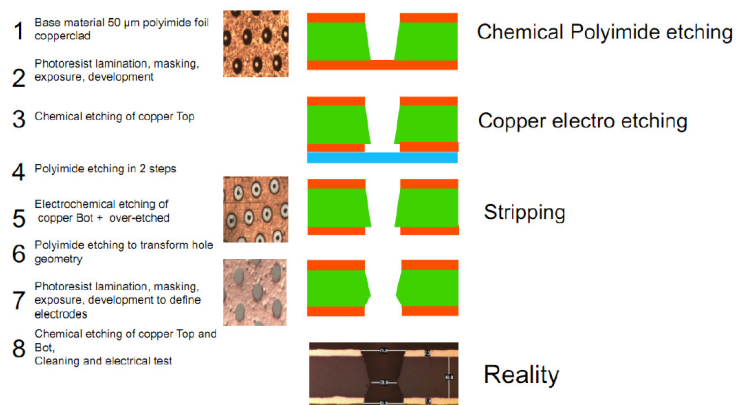 1 Base material 50 µm polyimide foil
copperclad
2 Photoresist lamination, masking,
exposure, development
3 Chemical etching of copper Top
4 Polyimide etching in 2 steps
5 Electrochemical etching of
copper Bot + over-etched
6 Polyimide etching to transform hole
geometry
7 Photoresist lamination, masking,
exposure, development to define
electrodes
8 Chemical etching of copper Top and
Bot,
Cleaning and electrical test
Chemical Polyimide etching
Copper electro etching
Stripping
Reality